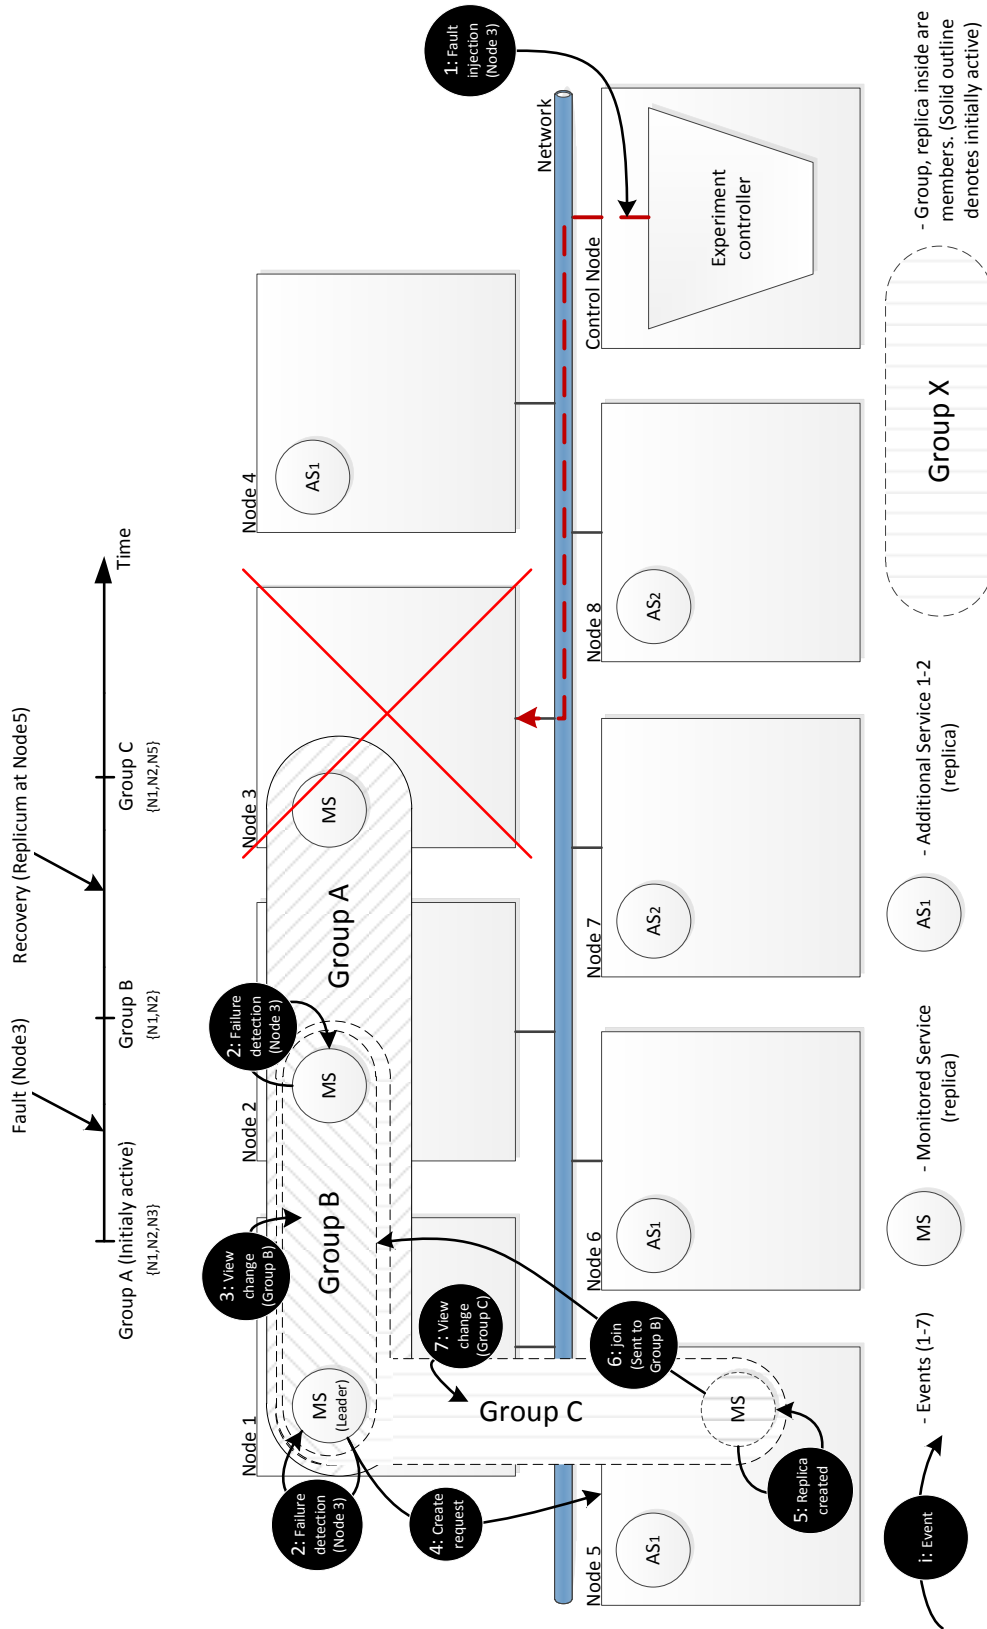 Fault (Node3)
Recovery (Replicum at Node5)
Time
Group A (Initialy active)
{N1,N2,N3}
Group B
{N1,N2}
Group C
{N1,N2,N5}
2: Failure
detection
(Node 3)
3: View
change
(Group B)
2: Failure
detection
(Node 3)
1: Fault
injection
(Node 3)
Node 1
MS
(Leader)
Group B
Node 2
MS
Group A
Node 3
MS
Node 4
AS1
4: Create
request
7: View
change
(Group C)
Group C
Network
Node 5
AS1
5: Replica
created
MS
6: join
(Sent to
Group B)
Node 6
AS1
Node 7
AS2
Node 8
AS2
Control Node
Experiment
controller
i: Event
- Events (1-7)
MS
- Monitored Service
(replica)
AS1
- Additional Service 1-2
(replica)
Group X
- Group, replica inside are
members. (Solid outline
denotes initially active)